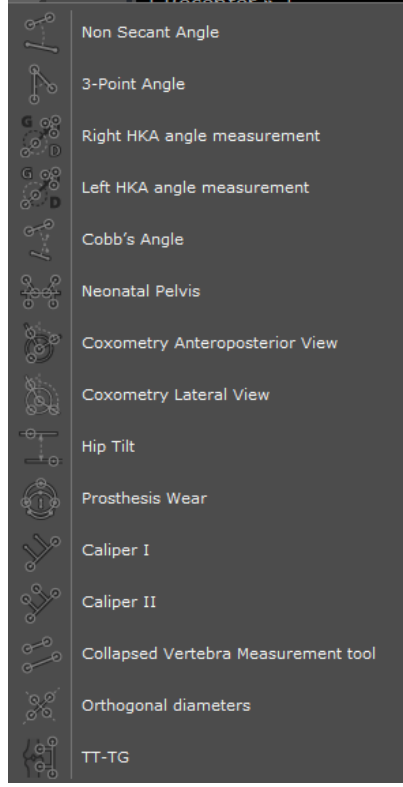 Non Secant Angle
3-Point Angle
G
D
Right HKA angle measurement
G
D
Left HKA angle measurement
Cobb's Angle
Neonatal Pelvis
Coxometry Anteroposterior View
Coxometry Lateral View
Hip Tilt
Prosthesis Wear
Caliper I
Caliper II
Collapsed Vertebra Measurement tool
Orthogonal diameters
TT-TG